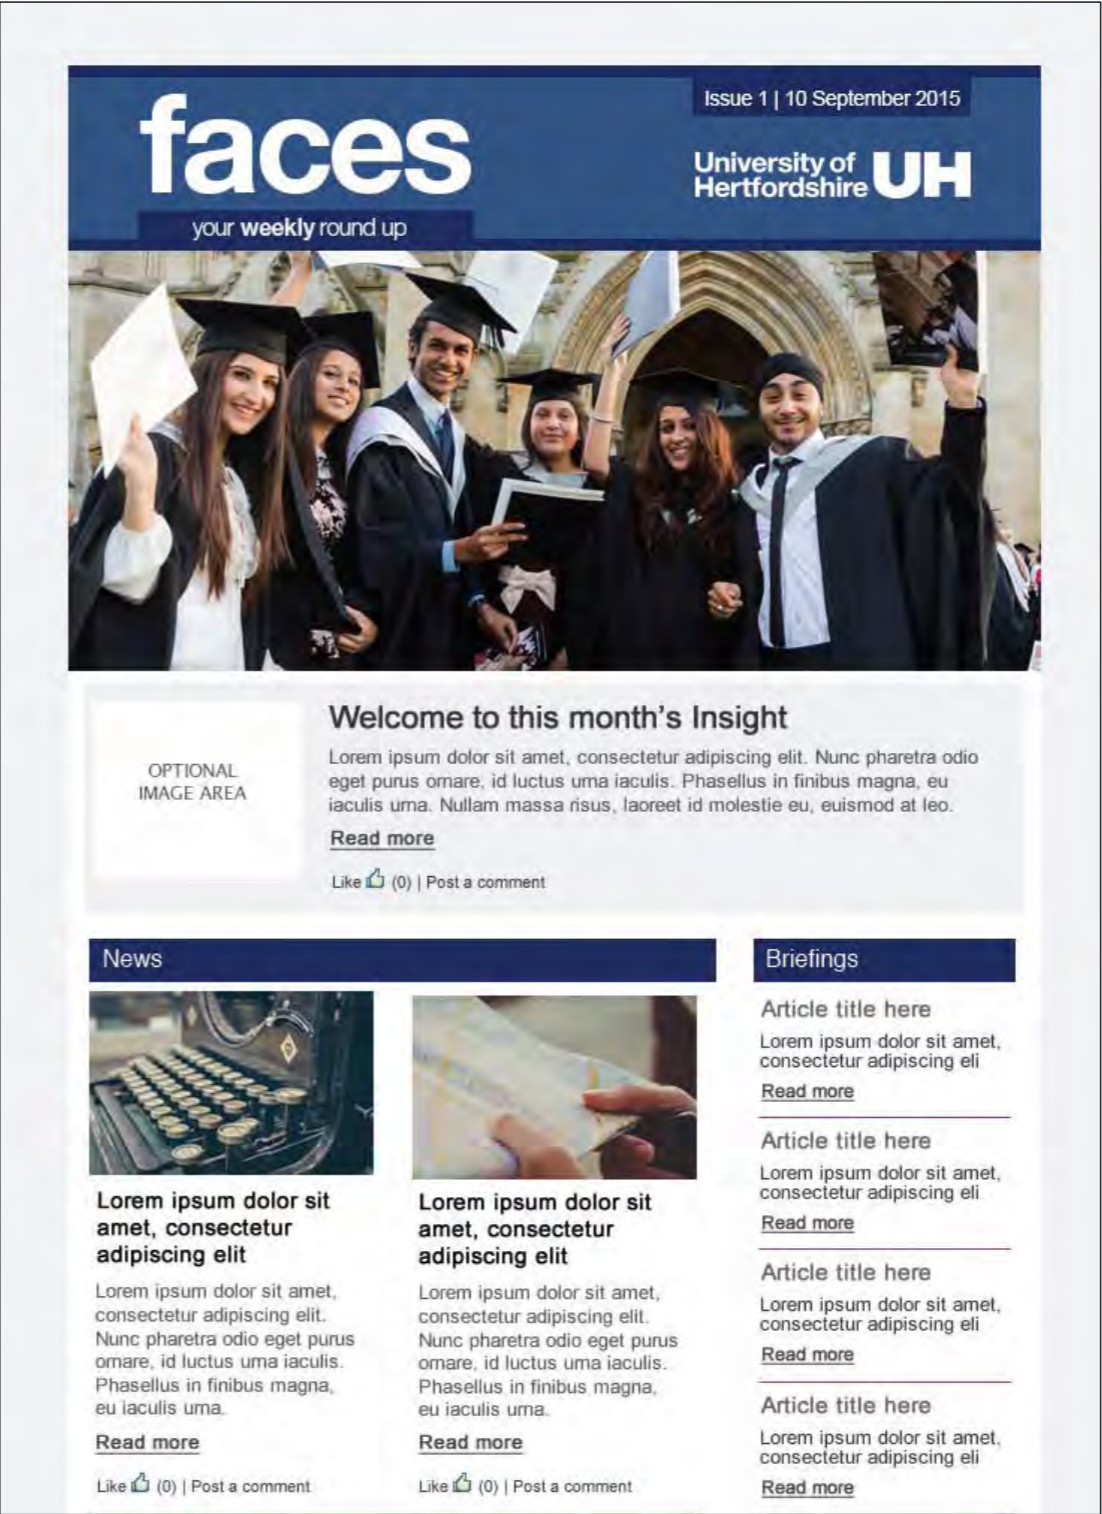 faces
your weekly round up
Issue 1 | 10 September 2015
University of
Hertfordshire UH
OPTIONAL
IMAGE AREA
Welcome to this month's Insight
Lorem ipsum dolor sit amet, consectetur adipiscing elit. Nunc pharetra odio
eget purus ornare, id luctus urna iaculis. Phasellus in finibus magna, eu
iaculis urna. Nullam massa risus, laoreet id molestie eu, euismod at leo.
Read more
Like (0) | Post a comment
News
Lorem ipsum dolor sit
amet, consectetur
adipiscing elit
Lorem ipsum dolor sit amet,
consectetur adipiscing elit.
Nunc pharetra odio eget purus
ornare, id luctus urna iaculis.
Phasellus in finibus magna,
eu iaculis urna.
Read more
Like (0) | Post a comment
Lorem ipsum dolor sit
amet, consectetur
adipiscing elit
Lorem ipsum dolor sit amet,
consectetur adipiscing elit.
Nunc pharetra odio eget purus
ornare, id luctus urna iaculis.
Phasellus in finibus magna,
eu iaculis urna.
Read more
Like (0) | Post a comment
Briefings
Article title here
Lorem ipsum dolor sit amet,
consectetur adipiscing eli
Read more
Article title here
Lorem ipsum dolor sit amet,
consectetur adipiscing eli
Read more
Article title here
Lorem ipsum dolor sit amet,
consectetur adipiscing eli
Read more
Article title here
Lorem ipsum dolor sit amet,
consectetur adipiscing eli
Read more